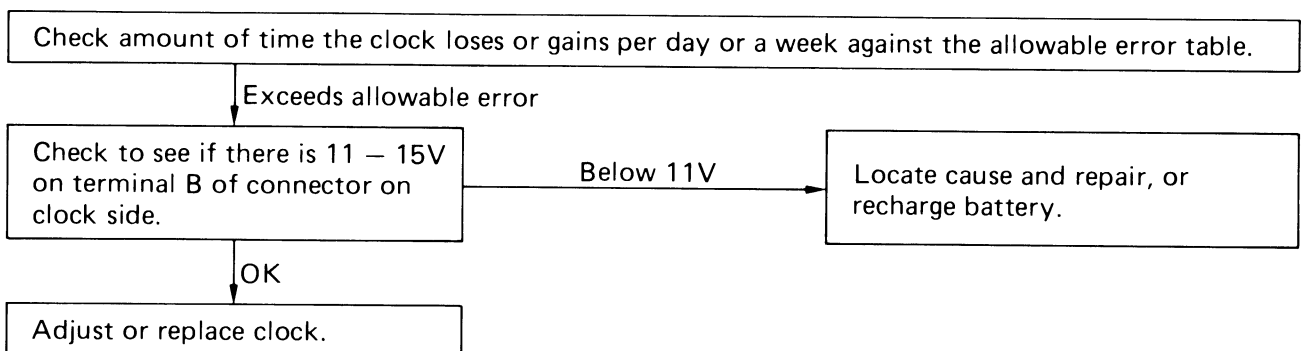 Check amount of time the clock loses or gains per day or a week against the allowable error table.
Exceeds allowable error
Check to see if there is 11 – 15V
on terminal B of connector on
clock side.
Below 11V
Locate cause and repair, or
recharge battery.
OK
Adjust or replace clock.